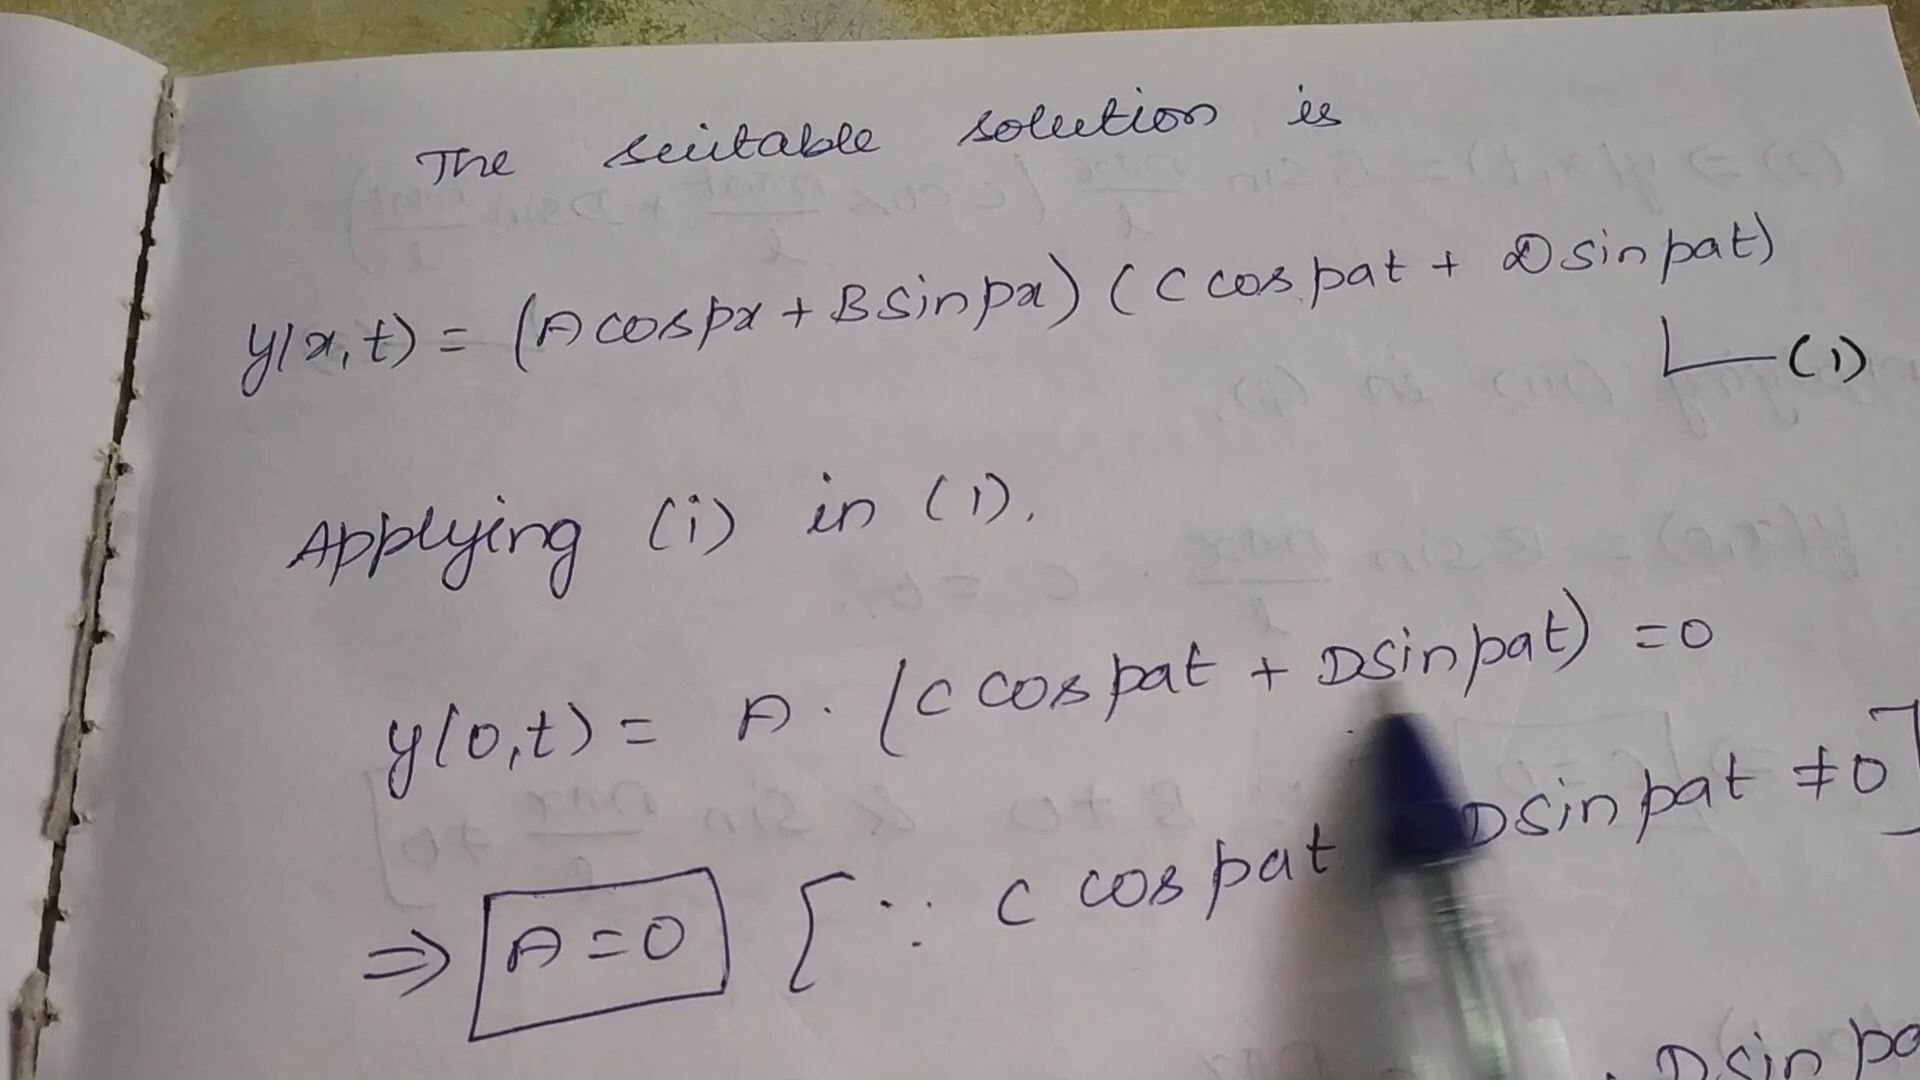 The suitable solution is
y(x,t) = (A cos px + B sin px) (C cos pat + D sin pat)
(1)
Applying (i) in (1).
y(0,t) = A . (C cos pat + D sin pat) = 0
⇒ A = 0 [∵ C cos pat D sin pat ≠ 0]
D sin